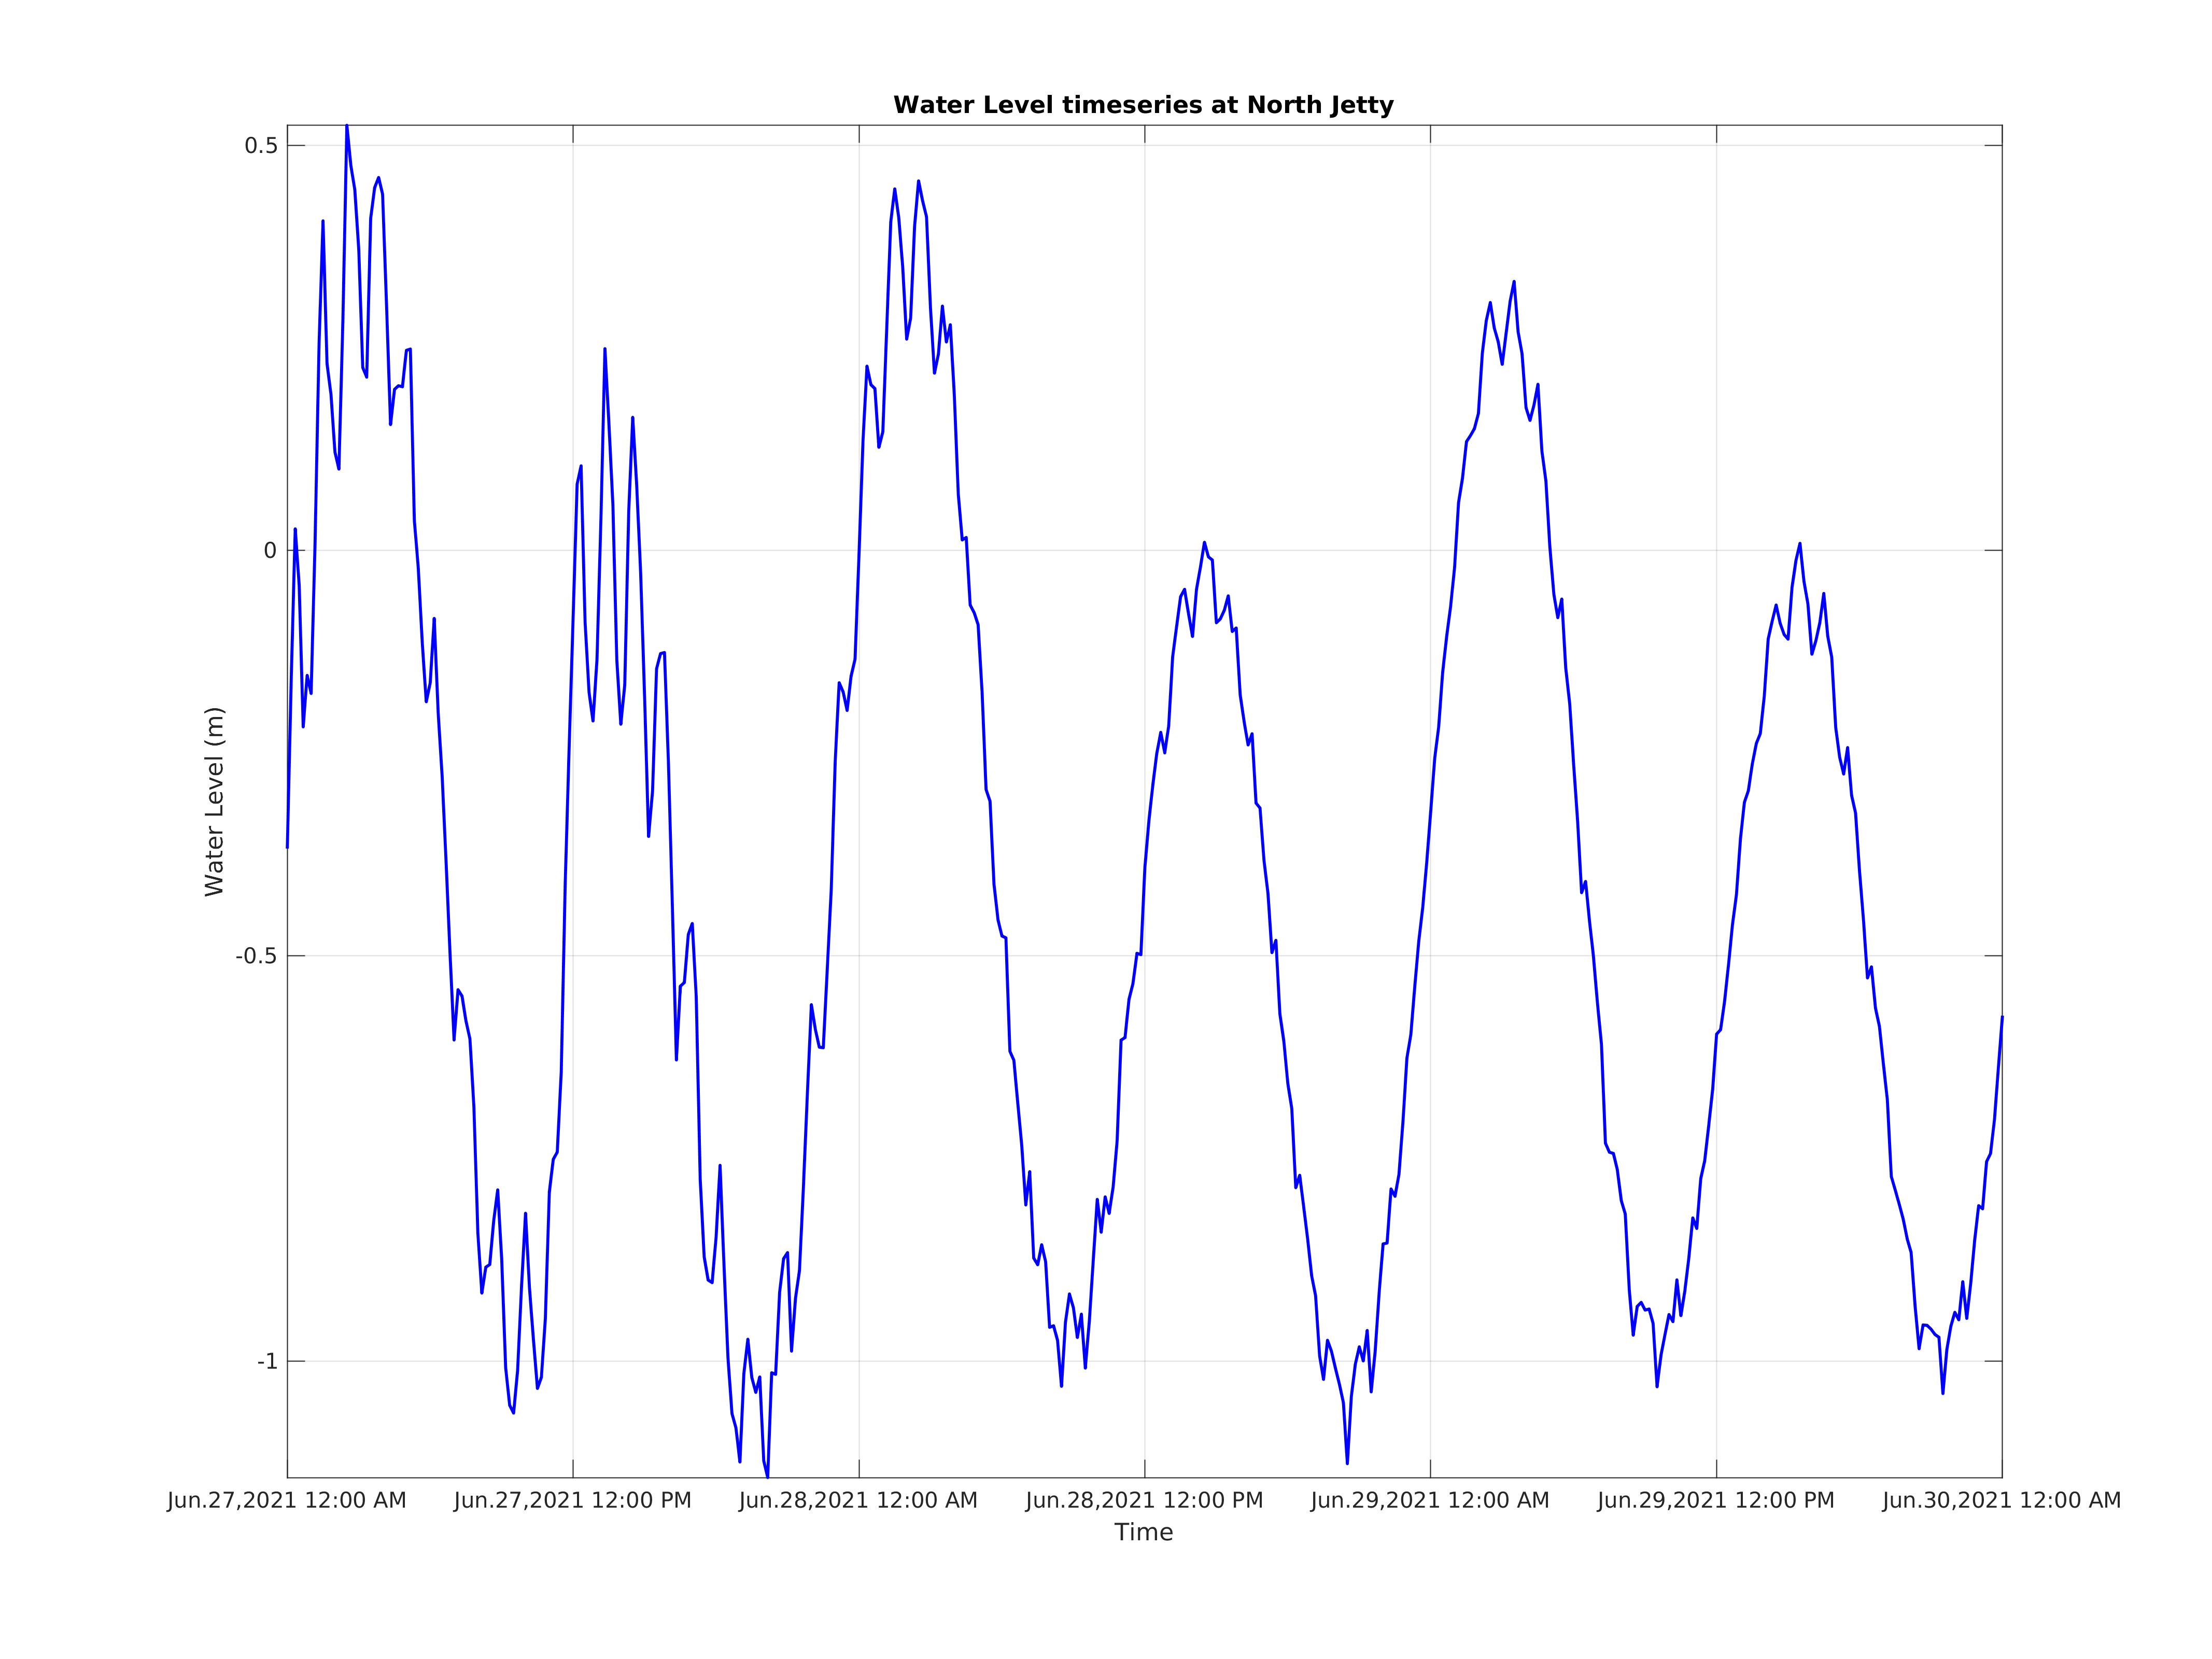 Water Level timeseries at North Jetty
0.5
0
-0.5
-1
Water Level (m)
Jun.27,2021 12:00 AM
Jun.27,2021 12:00 PM
Jun.28,2021 12:00 AM
Jun.28,2021 12:00 PM
Jun.29,2021 12:00 AM
Jun.29,2021 12:00 PM
Jun.30,2021 12:00 AM
Time